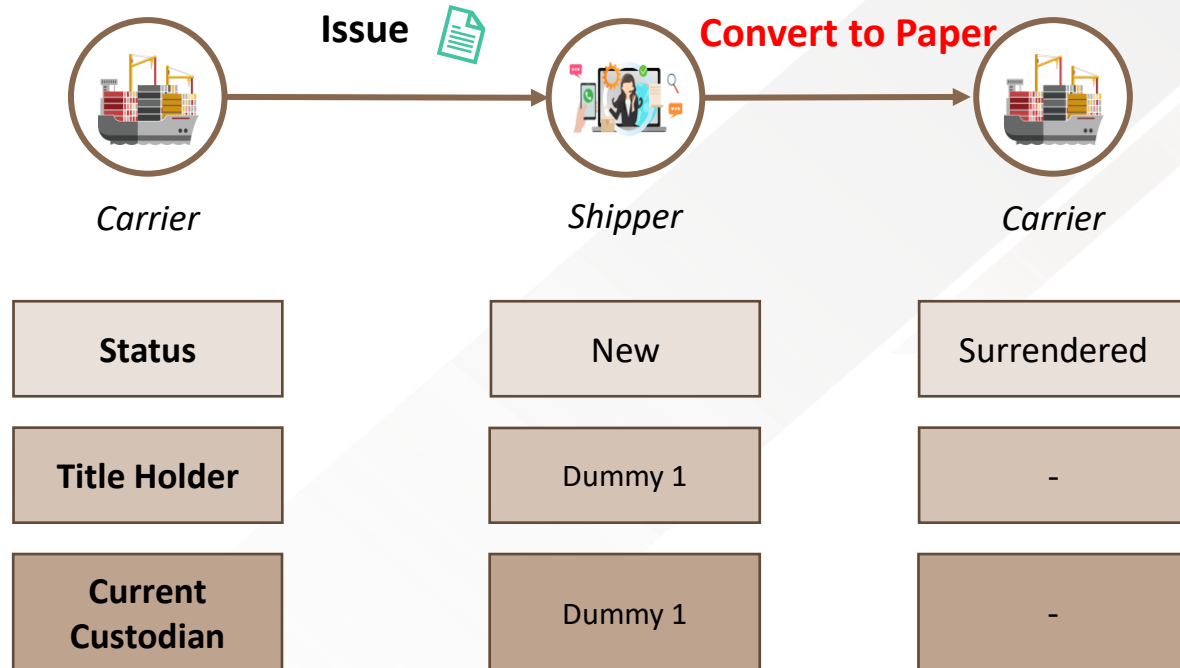 Issue
Convert to Paper
Carrier
Shipper
Carrier
Status
New
Surrendered
Title Holder
Dummy 1
-
Current
Custodian
Dummy 1
-